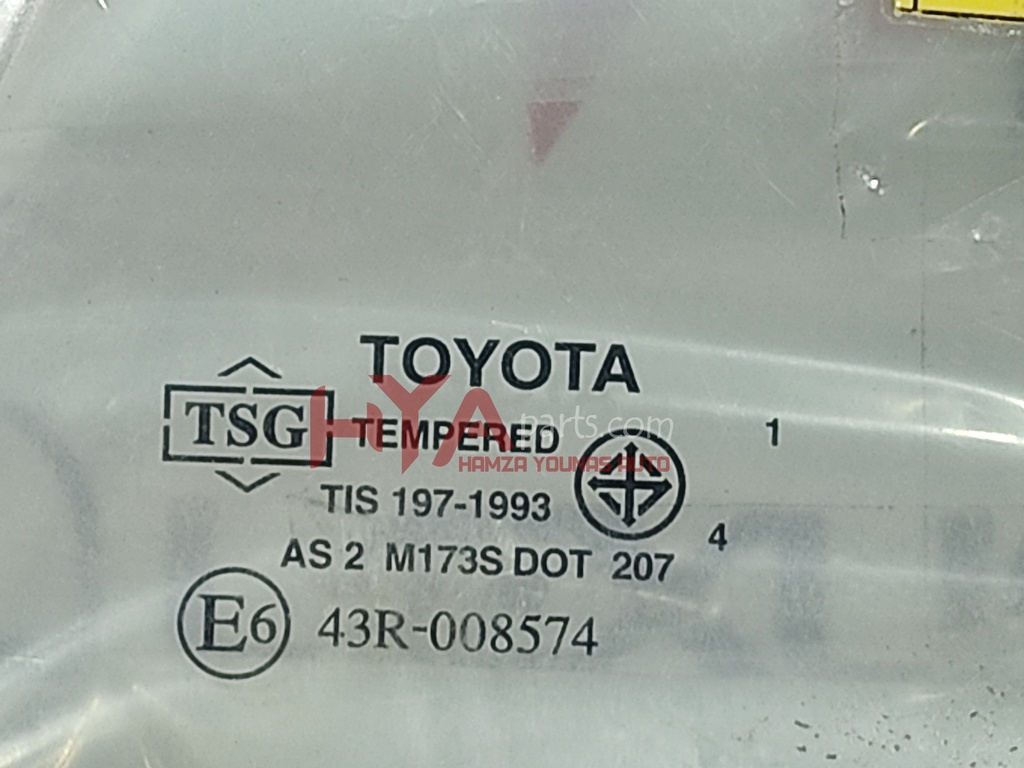 TOYOTA
TSG
TEMPERED
1
HYA parts.com
HAMZA YOUNAS AUTO
TIS 197-1993
4
AS 2 M173S DOT 207
E6 43R-008574